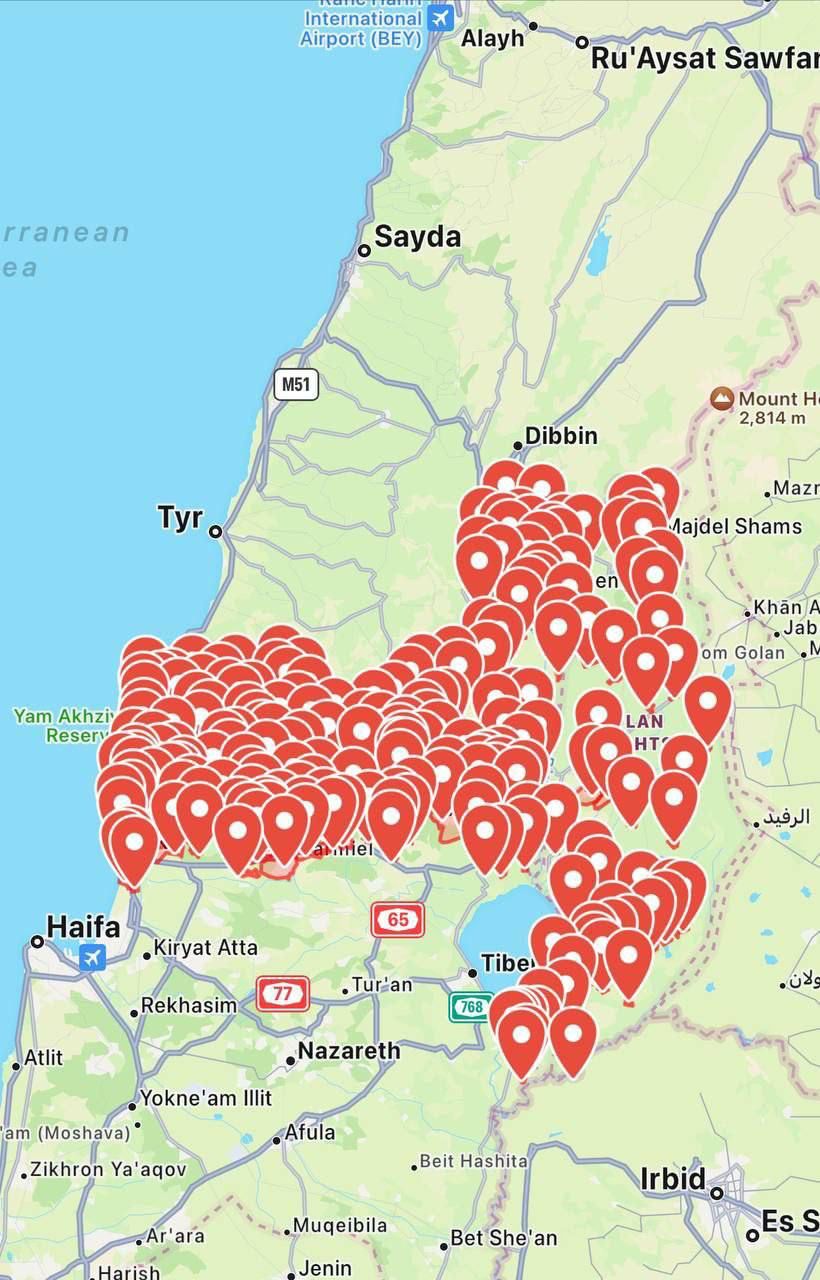 International
Airport (BEY)
Alayh
Ru'Aysat Sawfar
rranean
ea
Sayda
M51
Mount He
2,814 m
Dibbin
Mazr
Tyr
Majdel Shams
en
Khān A
Jab
M
om Golan
Yam Akhziv
Reserv
LAN
HTS
الرفيد
armiel
65
Haifa
Kiryat Atta
Tibe
Tur'an
77
768
ولان
Rekhasim
Nazareth
Atlit
Yokne'am Illit
'am (Moshava)
Afula
Beit Hashita
Zikhron Ya'aqov
Irbid
Muqeibila
Es S
Ar'ara
Bet She'an
Jenin
Harish